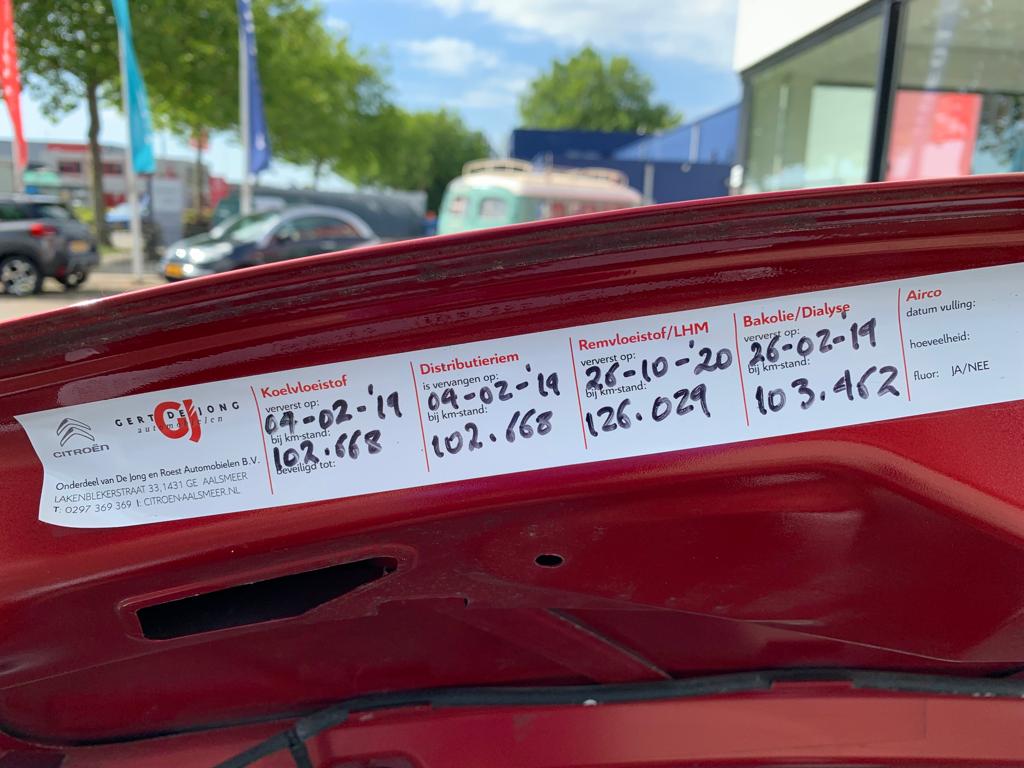 CITROËN
GERT DE JONG
automobielen
Onderdeel van De Jong en Roest Automobielen B.V.
LAKENBLEKERSTRAAT 33, 1431 GE AALSMEER
T: 0297 369 369 I: CITROEN-AALSMEER.NL
Koelvloeistof
ververst op:
09-02-'19
bij km-stand:
102.668
Beveiligd tot:
Distributieriem
is vervangen op:
09-02-'19
bij km-stand:
102.668
Remvloeistof/LHM
ververst op:
26-10-'20
bij km-stand:
126.029
Bakolie/Dialyse
ververst op:
26-02-'19
bij km-stand:
103.462
Airco
datum vulling:
hoeveelheid:
fluor: JA/NEE